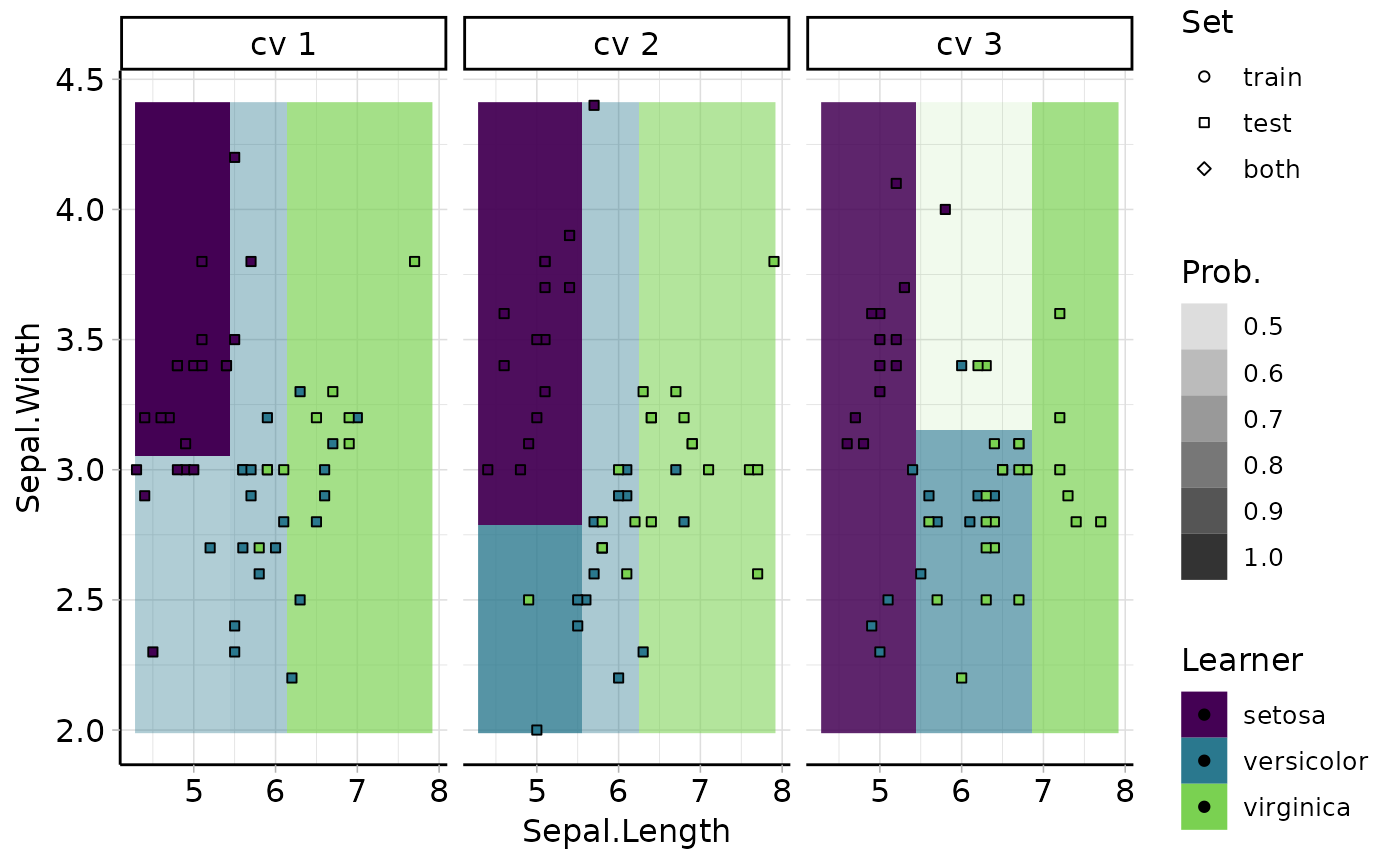 cv 1
cv 2
cv 3
4.5
4.0
3.5
3.0
2.5
2.0
Sepal.Width
5 6 7 8
5 6 7 8
5 6 7 8
Sepal.Length
Set
train
test
both
Prob.
0.5
0.6
0.7
0.8
0.9
1.0
Learner
setosa
versicolor
virginica